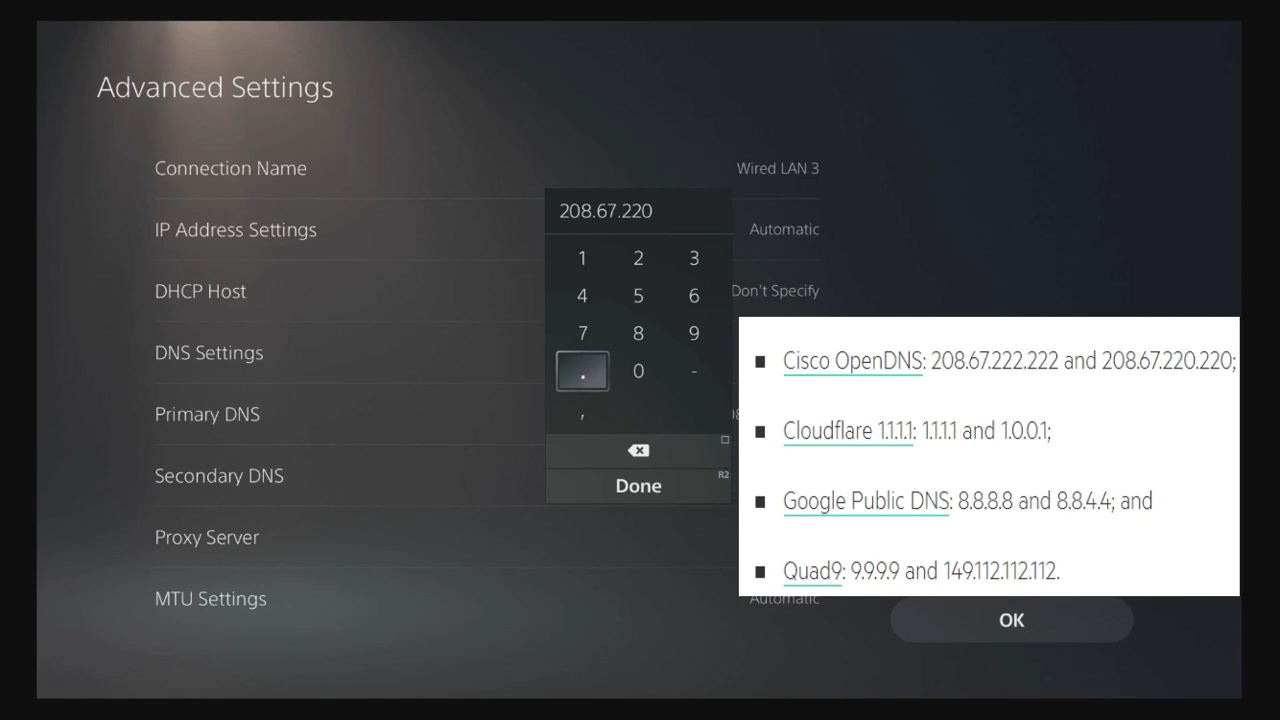 Advanced Settings
Connection Name
Wired LAN 3
IP Address Settings
Automatic
DHCP Host
Don't Specify
DNS Settings
Primary DNS
Secondary DNS
Proxy Server
MTU Settings
Automatic
208.67.220
1 2 3
4 5 6
7 8 9
. 0 -
,
R2
Done
■ Cisco OpenDNS: 208.67.222.222 and 208.67.220.220;
■ Cloudflare 1.1.1.1: 1.1.1.1 and 1.0.0.1;
■ Google Public DNS: 8.8.8.8 and 8.8.4.4; and
■ Quad9: 9.9.9.9 and 149.112.112.112.
OK